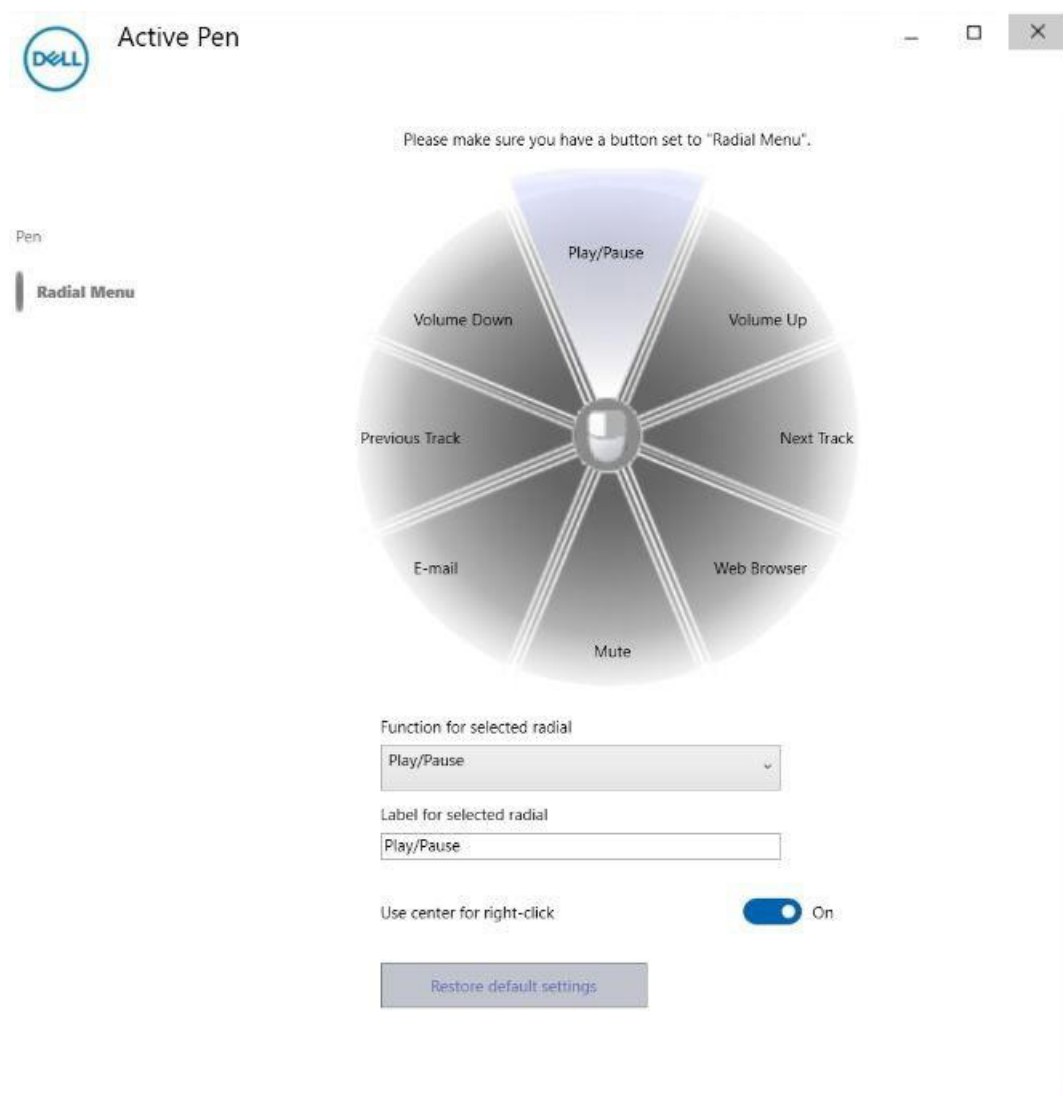 DELL
Active Pen
Please make sure you have a button set to "Radial Menu".
Pen
Radial Menu
Play/Pause
Volume Down
Volume Up
Previous Track
Next Track
E-mail
Web Browser
Mute
Function for selected radial
Play/Pause
Label for selected radial
Play/Pause
Use center for right-click
On
Restore default settings